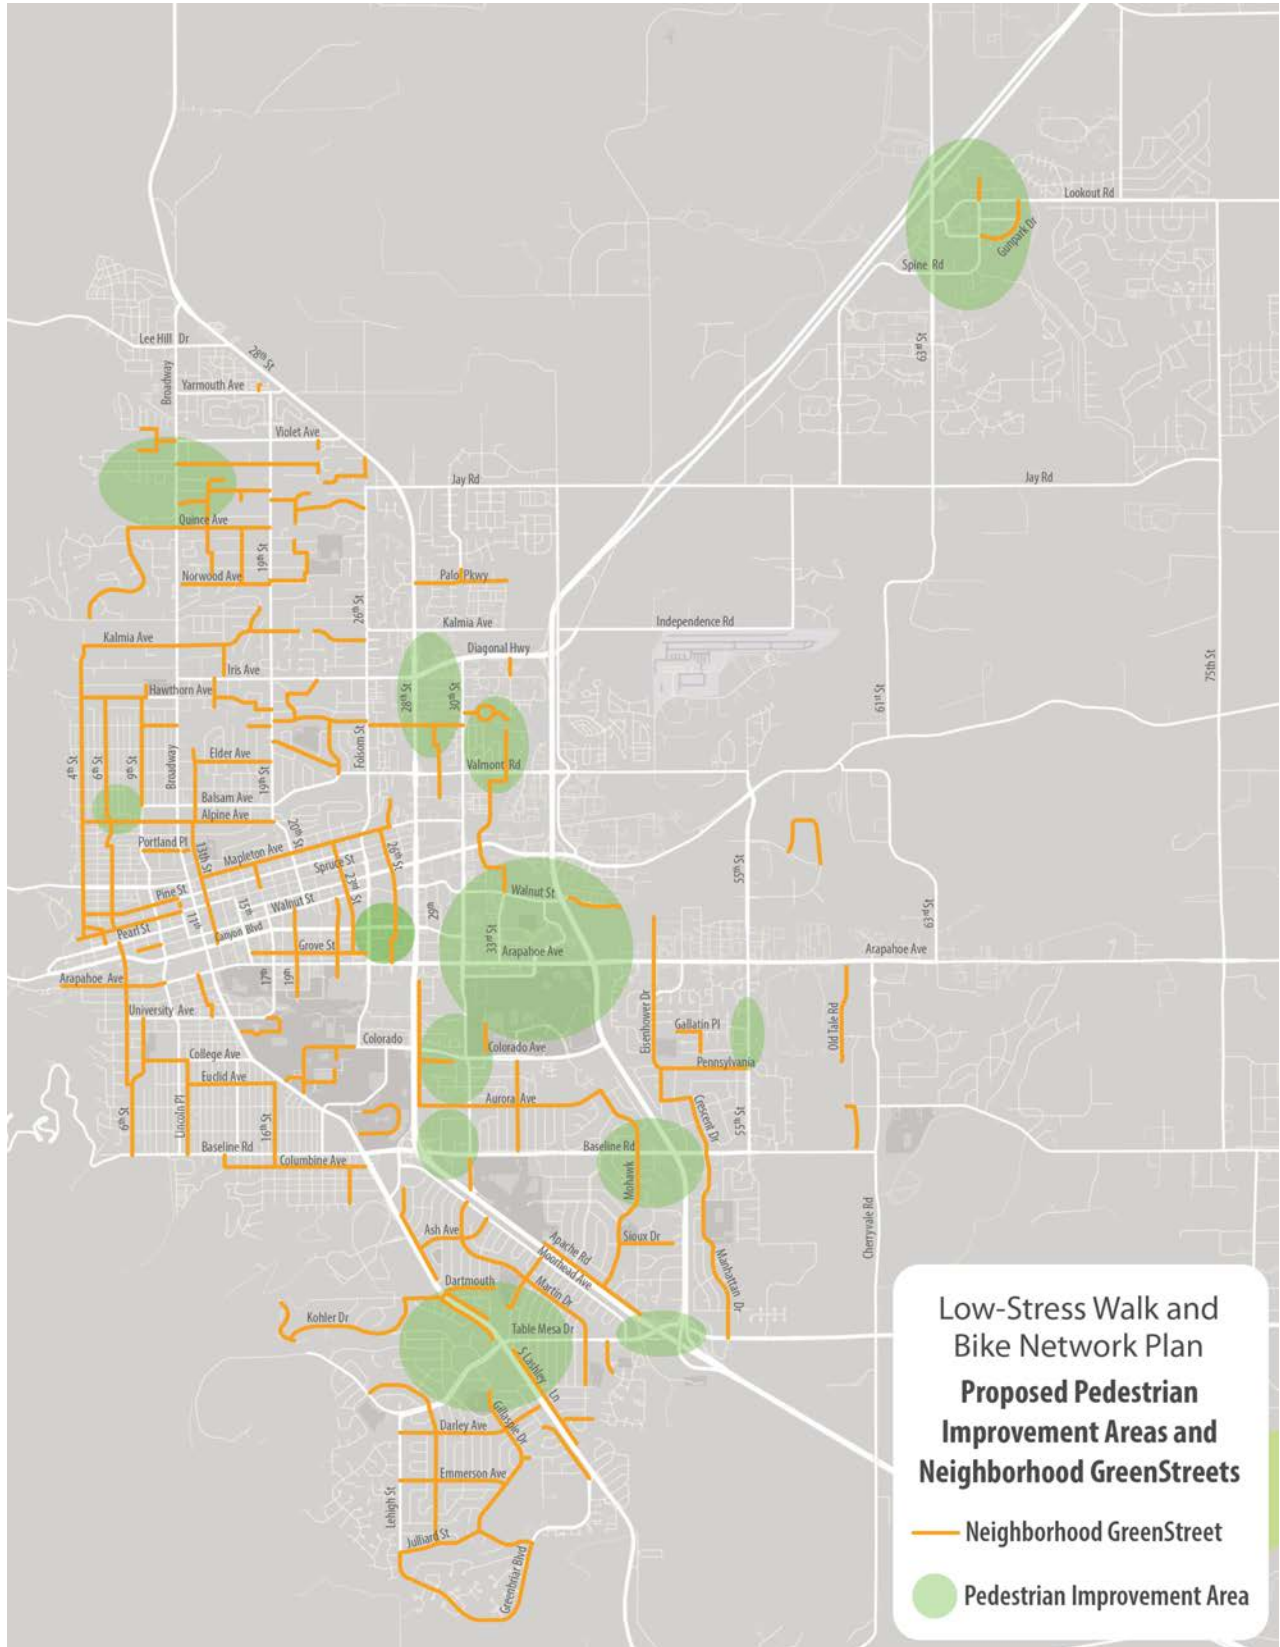 Lookout Rd
Gunpark Dr
Spine Rd
63rd St
Lee Hill Dr
28th St
Broadway
Yarmouth Ave
Violet Ave
Jay Rd
Jay Rd
Quince Ave
19th St
Norwood Ave
Palo Pkwy
26th St
Kalmia Ave
Independence Rd
Kalmia Ave
Diagonal Hwy
Iris Ave
75th St
Hawthorn Ave
28th St
30th St
61st St
Folsom St
4th St
6th St
9th St
Broadway
Elder Ave
19th St
Valmont Rd
Balsam Ave
Alpine Ave
20th St
Portland Pl
13th St
Mapleton Ave
26th St
Spruce St
23rd St
55th St
Pine St
15th
Walnut St
Walnut St
29th
63rd St
11th
Pearl St
Canyon Blvd
33rd St
Grove St
Arapahoe Ave
Arapahoe Ave
Arapahoe Ave
17th
19th
University Ave
Eisenhower Dr
Gallatin Pl
Old Tale Rd
Colorado
Colorado Ave
College Ave
Pennsylvania
Euclid Ave
Aurora Ave
Crescent Dr
6th St
Lincoln Pl
16th St
55th St
Baseline Rd
Baseline Rd
Columbine Ave
Mohawk
Cherryvale Rd
Ash Ave
Sioux Dr
Apache Rd
Moorhead Ave
Manhattan Dr
Dartmouth
Martin Dr
Kohler Dr
Table Mesa Dr
S Lashley Ln
Gillaspie Dr
Darley Ave
Emmerson Ave
Lehigh St
Julliard St
Greenbriar Blvd
Low-Stress Walk and
Bike Network Plan
Proposed Pedestrian
Improvement Areas and
Neighborhood GreenStreets
Neighborhood GreenStreet
Pedestrian Improvement Area